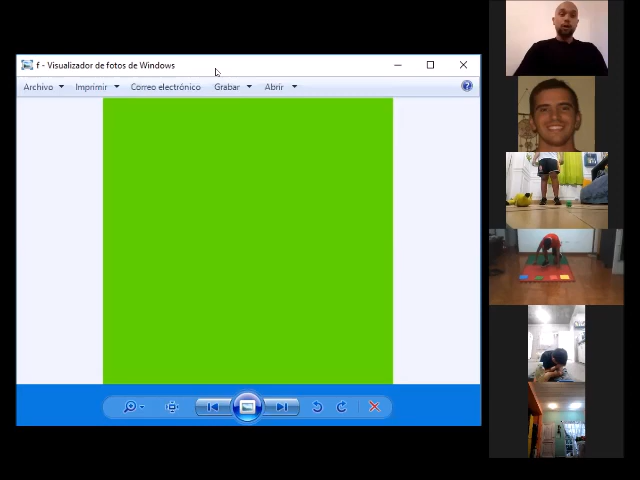 f - Visualizador de fotos de Windows
Archivo Imprimir Correo electrónico Grabar Abrir